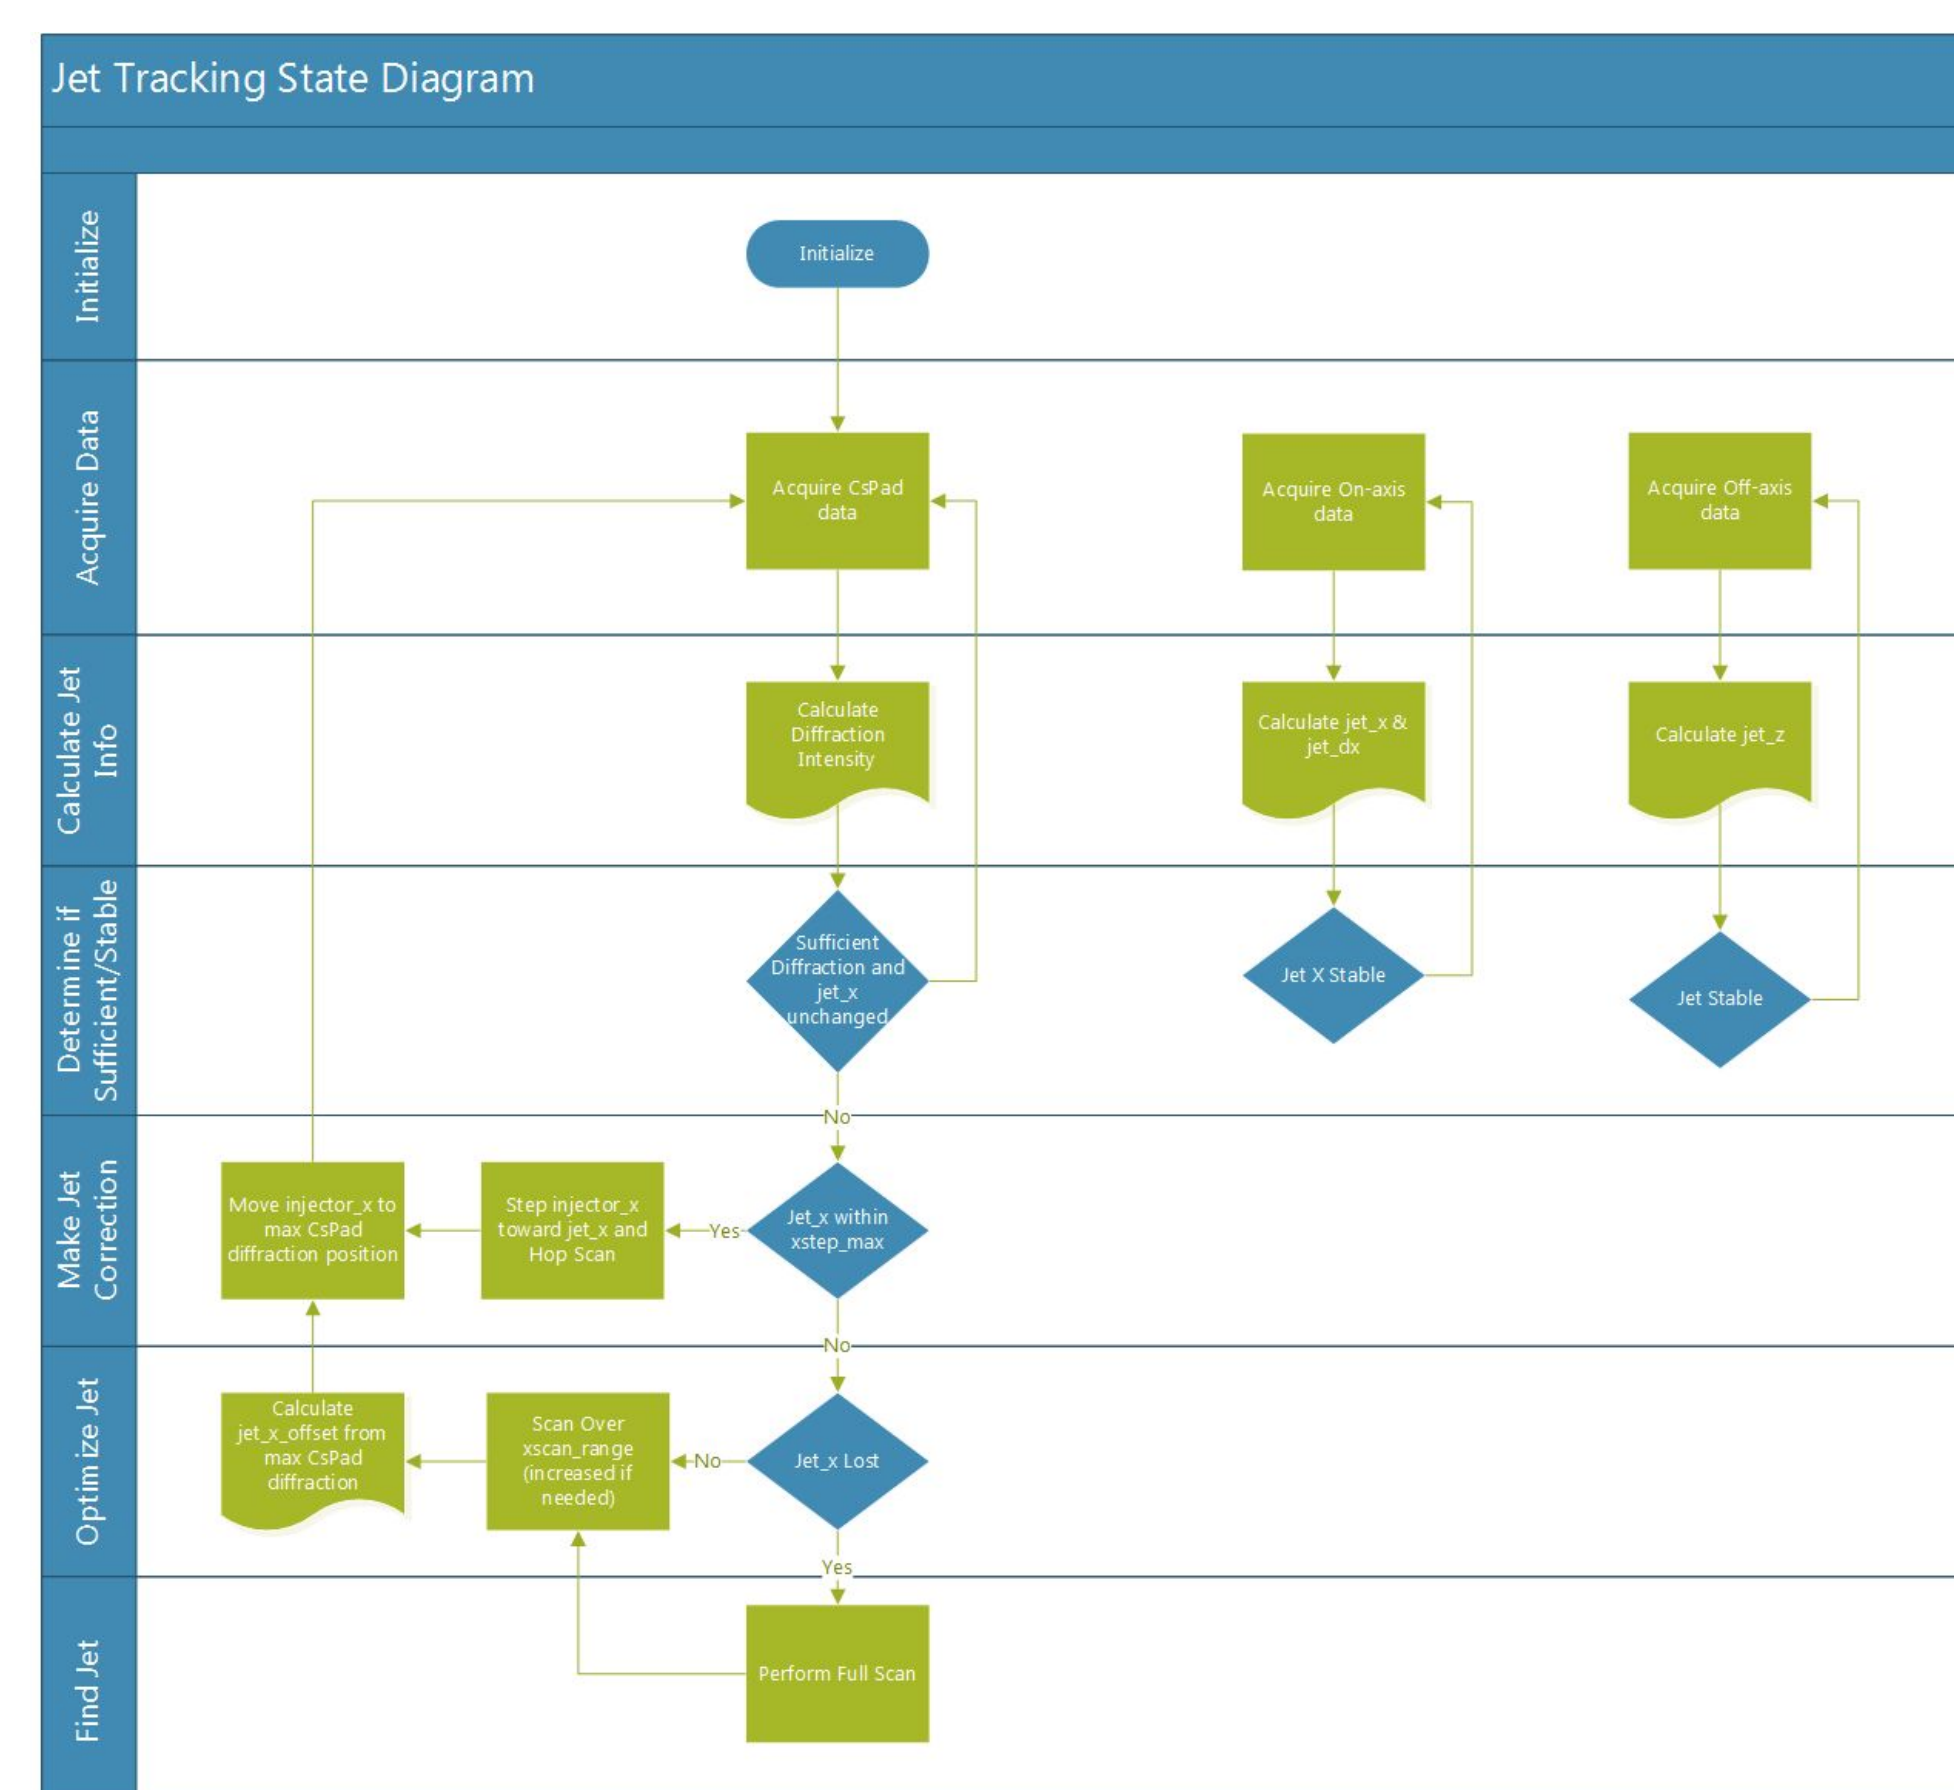 Jet Tracking State Diagram
Initialize
Initialize
Acquire Data
Acquire CsPad
data
Acquire On-axis
data
Acquire Off-axis
data
Calculate Jet
Info
Calculate
Diffraction
Intensity
Calculate jet_x &
jet_dx
Calculate jet_z
Determine if
Sufficient/Stable
Sufficient
Diffraction and
jet_x
unchanged
Jet X Stable
Jet Stable
No
Make Jet
Correction
Move injector_x to
max CsPad
diffraction position
Step injector_x
toward jet_x and
Hop Scan
Yes
Jet_x within
xstep_max
No
Optimize Jet
Calculate
jet_x_offset from
max CsPad
diffraction
Scan Over
xscan_range
(increased if
needed)
No
Jet_x Lost
Yes
Find Jet
Perform Full Scan